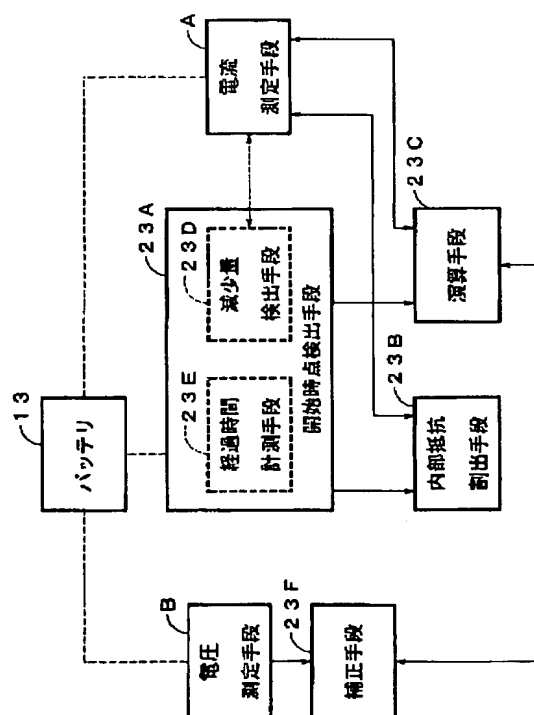 13
バッテリ
A
電流
測定手段
23A
23D
減少量
検出手段
23E
経過時間
計測手段
開始時点検出手段
B
電圧
測定手段
23F
補正手段
23B
内部抵抗
割出手段
23C
演算手段